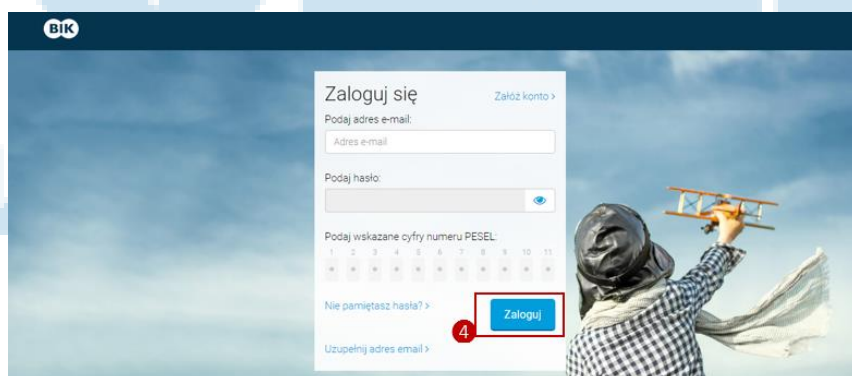 BIK
Zaloguj się
Załóż konto >
Podaj adres e-mail:
Adres e-mail
Podaj hasło:
Podaj wskazane cyfry numeru PESEL:
1 2 3 4 5 6 7 8 9 10 11
Nie pamiętasz hasła? >
Zaloguj
4
Uzupełnij adres email >